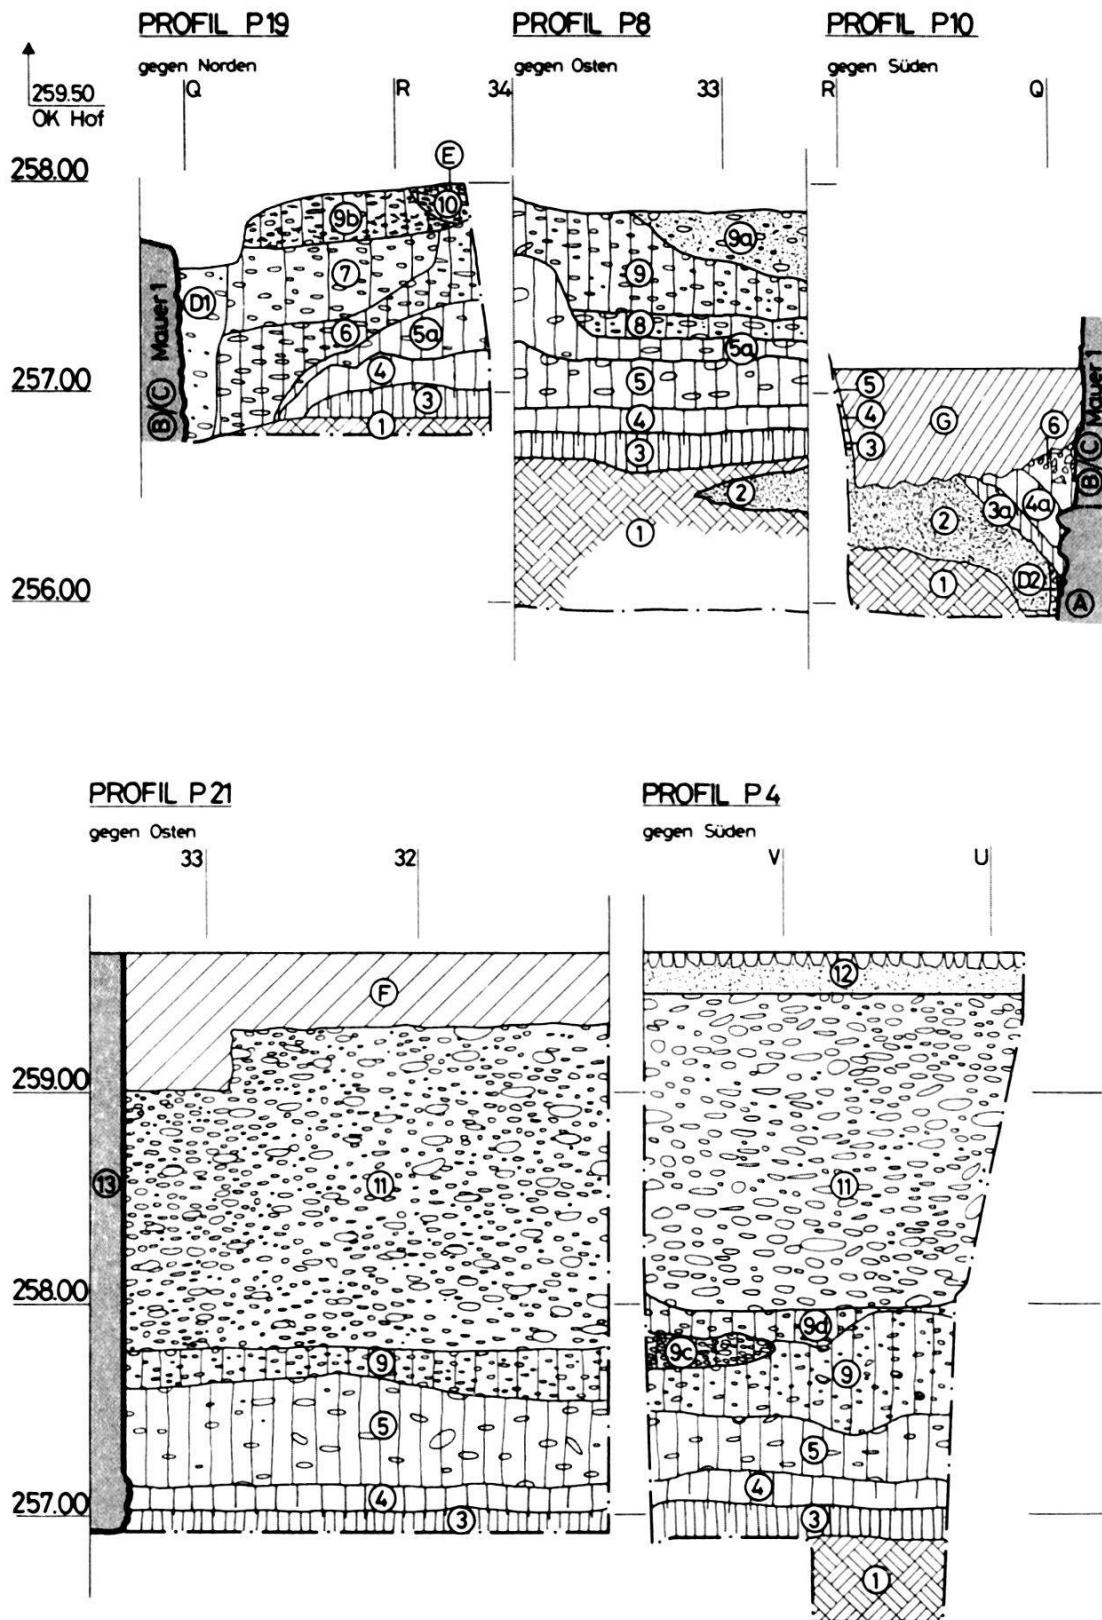 PROFIL P19
gegen Norden
PROFIL P8
gegen Osten
PROFIL P10
gegen Süden
259.50
OK Hof
Q R 34 33 R Q
258.00
257.00
256.00
E
10
9b
7
D1
6
5a
4
3
1
B/C Mauer 1
9a
9
8
5a
5
4
3
2
1
5
4
3
G
6
2
3a
4a
1
D2
B/C Mauer 1
A
PROFIL P21
gegen Osten
33 32
PROFIL P4
gegen Süden
V U
259.00
258.00
257.00
F
13
11
9
5
4
3
12
11
9d
9c
9
5
4
3
1